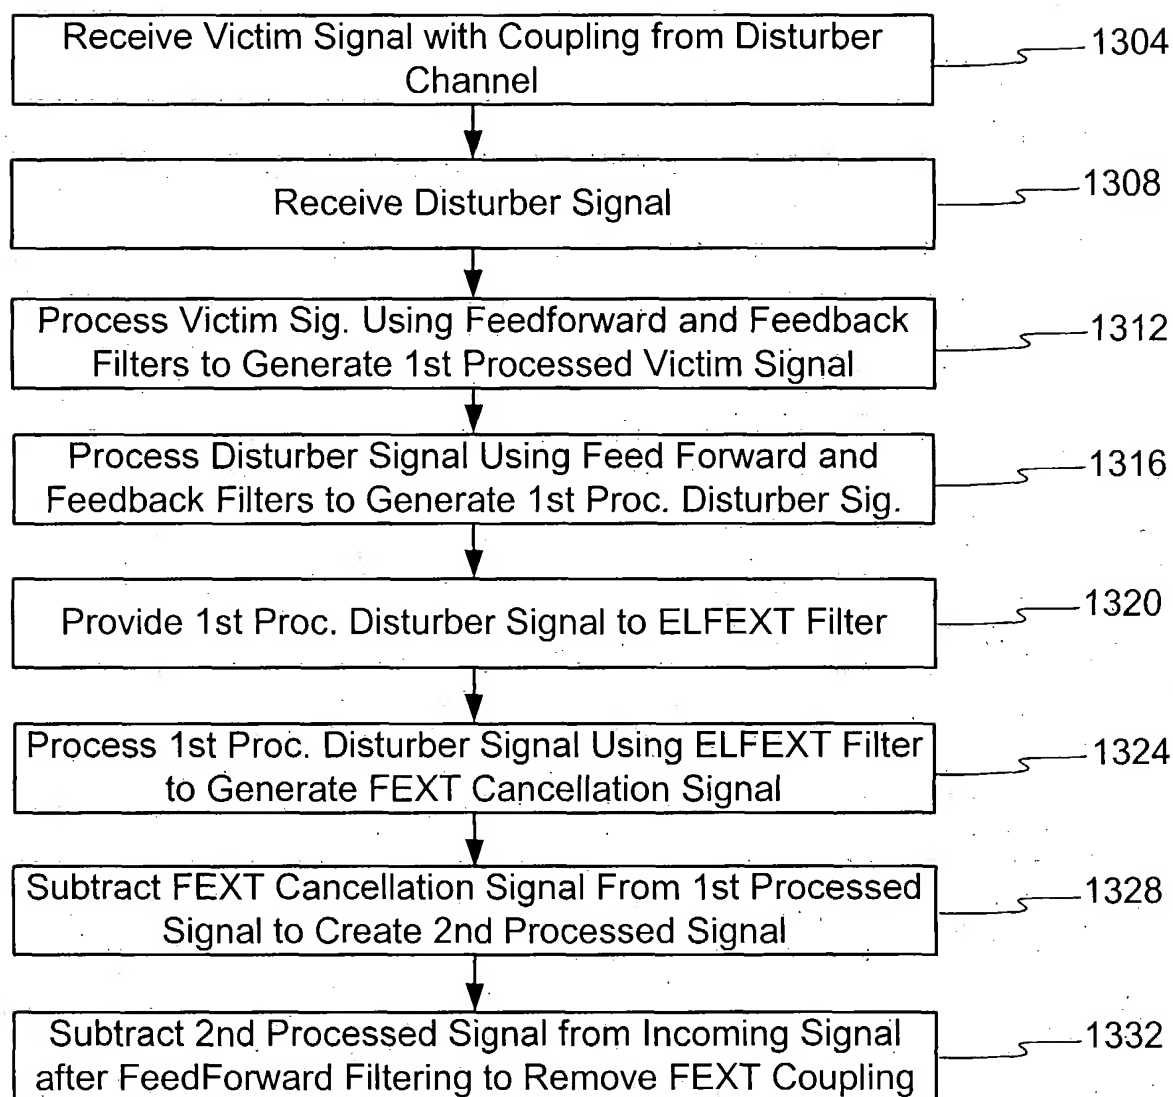 Receive Victim Signal with Coupling from Disturber
Channel
1304
Receive Disturber Signal
1308
Process Victim Sig. Using Feedforward and Feedback
Filters to Generate 1st Processed Victim Signal
1312
Process Disturber Signal Using Feed Forward and
Feedback Filters to Generate 1st Proc. Disturber Sig.
1316
Provide 1st Proc. Disturber Signal to ELFEXT Filter
1320
Process 1st Proc. Disturber Signal Using ELFEXT Filter
to Generate FEXT Cancellation Signal
1324
Subtract FEXT Cancellation Signal From 1st Processed
Signal to Create 2nd Processed Signal
1328
Subtract 2nd Processed Signal from Incoming Signal
after FeedForward Filtering to Remove FEXT Coupling
1332